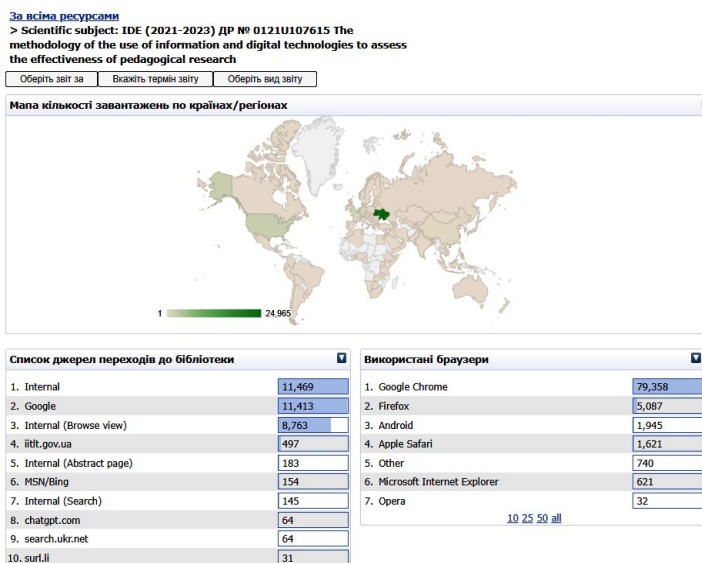 За всіма ресурсами
> Scientific subject: IDE (2021-2023) ДР № 0121U107615 The
methodology of the use of information and digital technologies to assess
the effectiveness of pedagogical research
Оберіть звіт за Вкажіть термін звіту Оберіть вид звіту
Мапа кількості завантажень по країнах/регіонах
1 24,965
Список джерел переходів до бібліотеки
1. Internal 11,469
2. Google 11,413
3. Internal (Browse view) 8,763
4. iitlt.gov.ua 497
5. Internal (Abstract page) 183
6. MSN/Bing 154
7. Internal (Search) 145
8. chatgpt.com 64
9. search.ukr.net 64
10. surl.li 31
Використані браузери
1. Google Chrome 79,358
2. Firefox 5,087
3. Android 1,945
4. Apple Safari 1,621
5. Other 740
6. Microsoft Internet Explorer 621
7. Opera 32
10 25 50 all